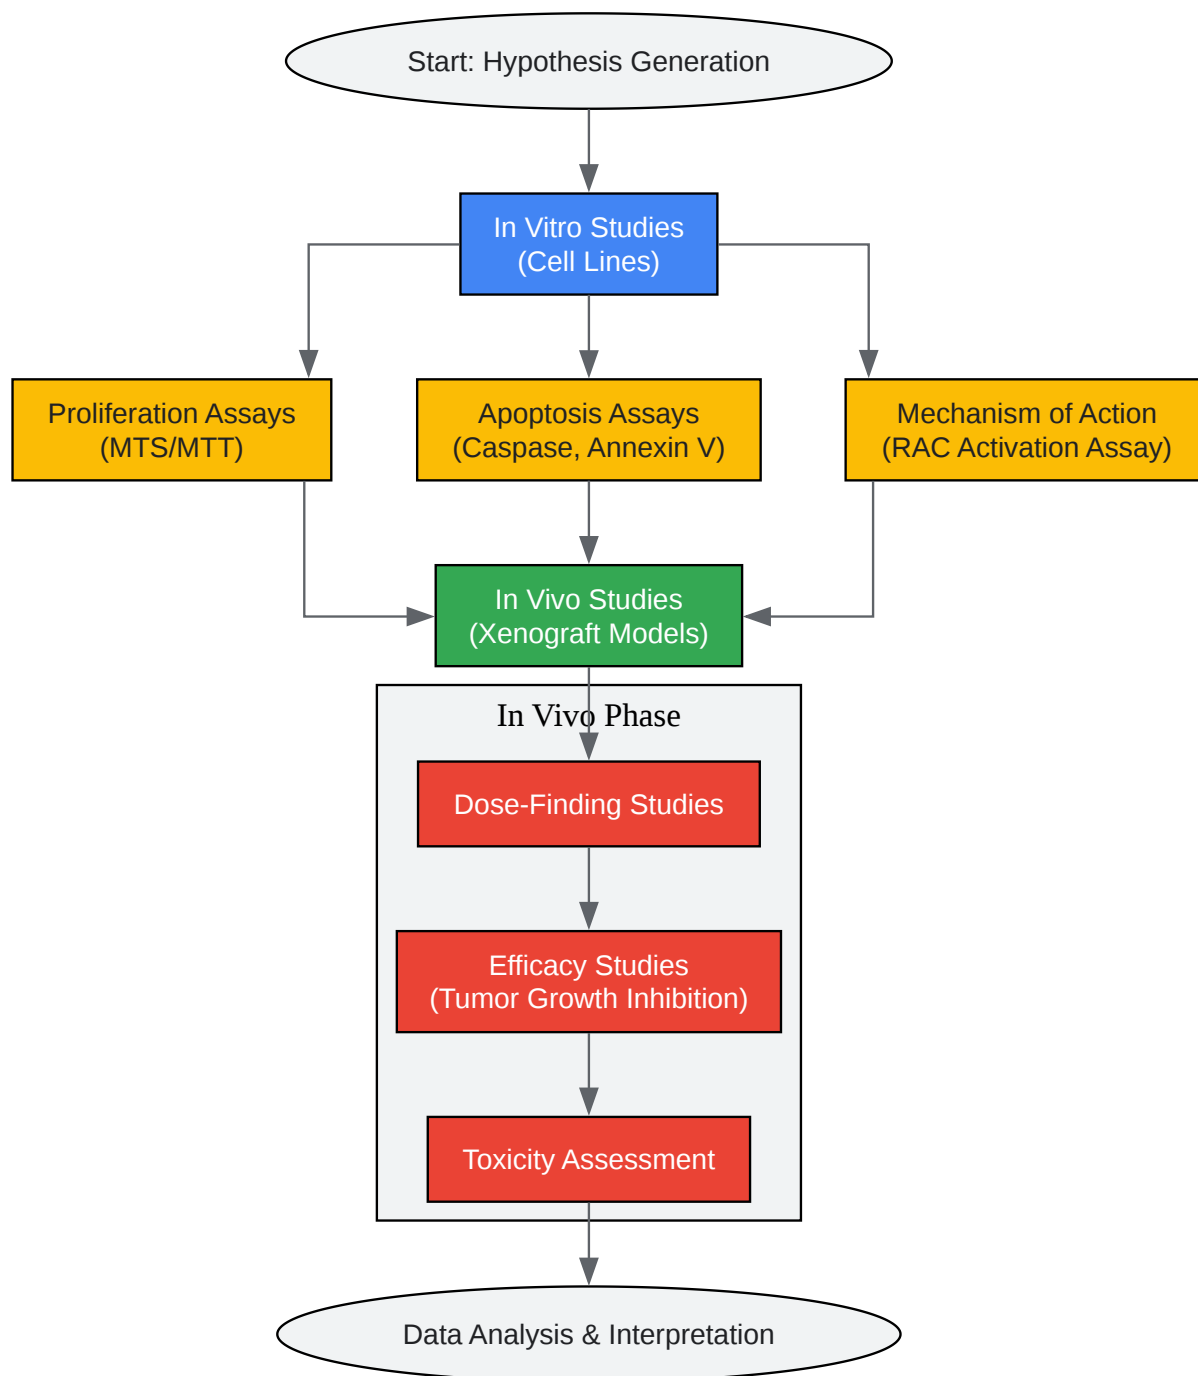 Start: Hypothesis Generation
In Vitro Studies
(Cell Lines)
Proliferation Assays
(MTS/MTT)
Apoptosis Assays
(Caspase, Annexin V)
Mechanism of Action
(RAC Activation Assay)
In Vivo Studies
(Xenograft Models)
In Vivo Phase
Dose-Finding Studies
Efficacy Studies
(Tumor Growth Inhibition)
Toxicity Assessment
Data Analysis & Interpretation